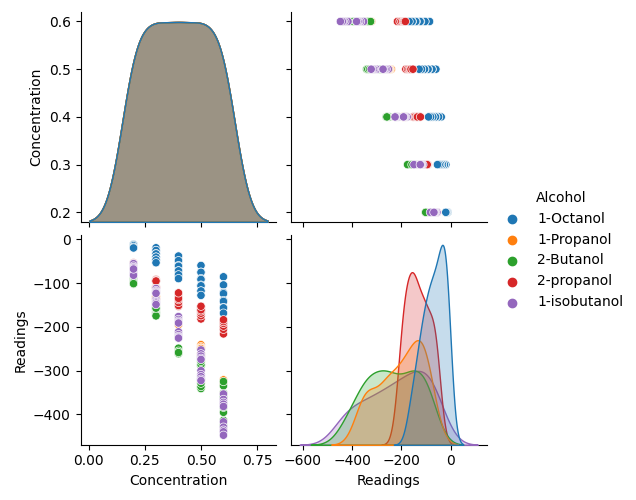 0.6
0.5
0.4
0.3
0.2
Concentration
Alcohol
1-Octanol
1-Propanol
2-Butanol
2-propanol
1-isobutanol
0
−100
−200
−300
−400
Readings
0.00 0.25 0.50 0.75
Concentration
−600 −400 −200 0
Readings